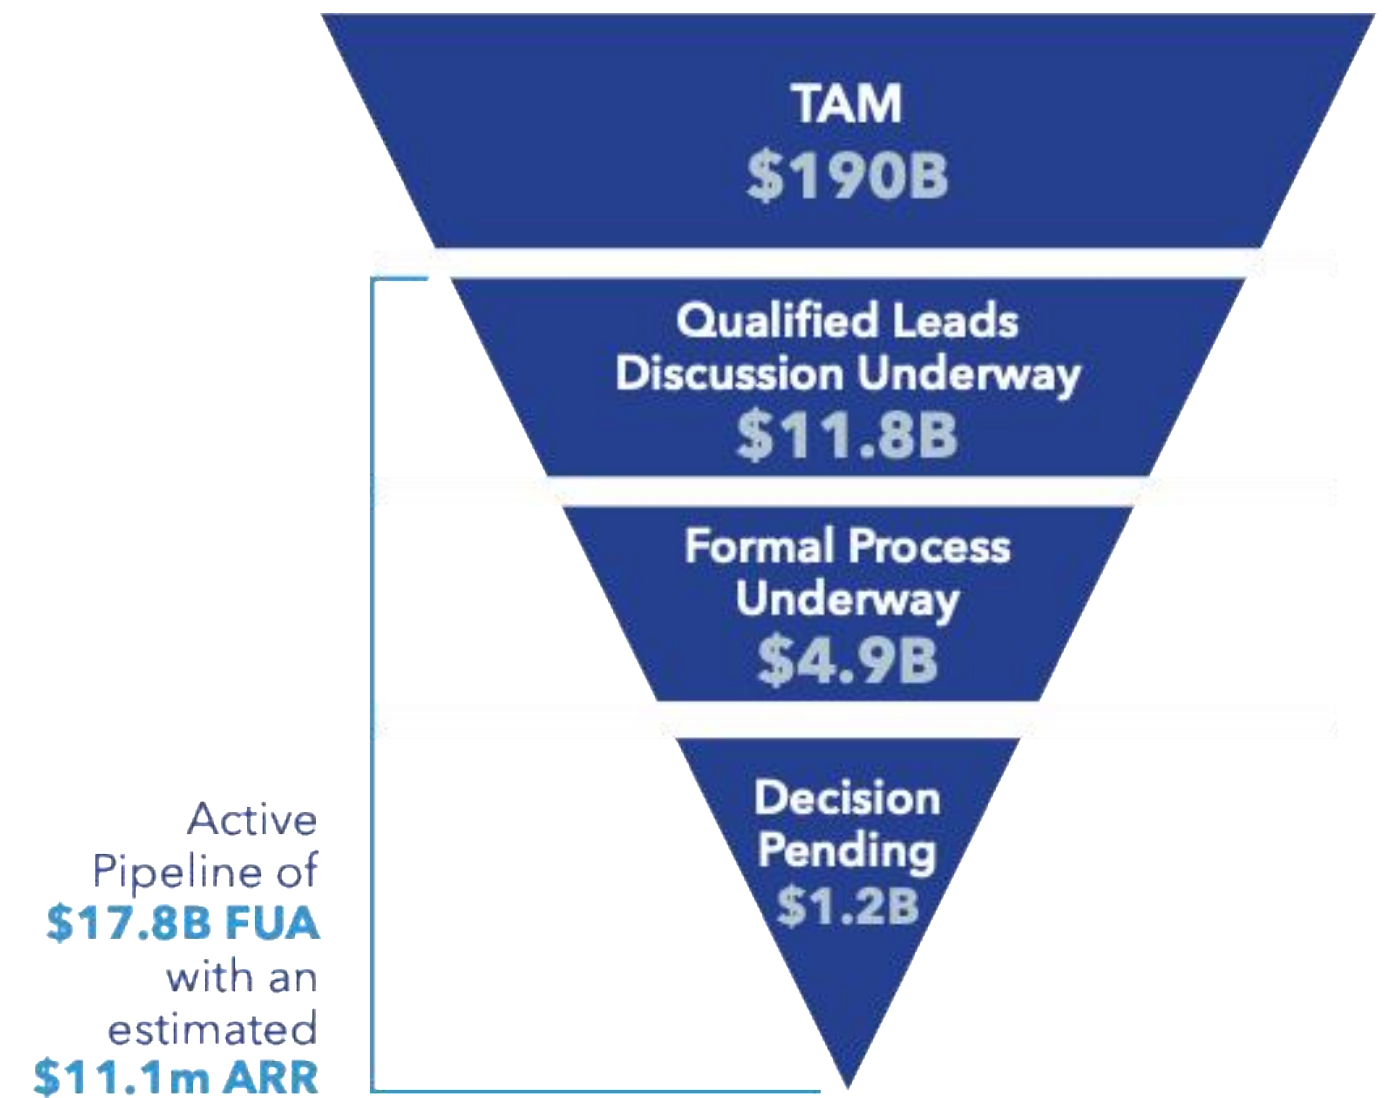 TAM
$190B
Qualified Leads
Discussion Underway
$11.8B
Formal Process
Underway
$4.9B
Decision
Pending
$1.2B
Active
Pipeline of
$17.8B FUA
with an
estimated
$11.1m ARR